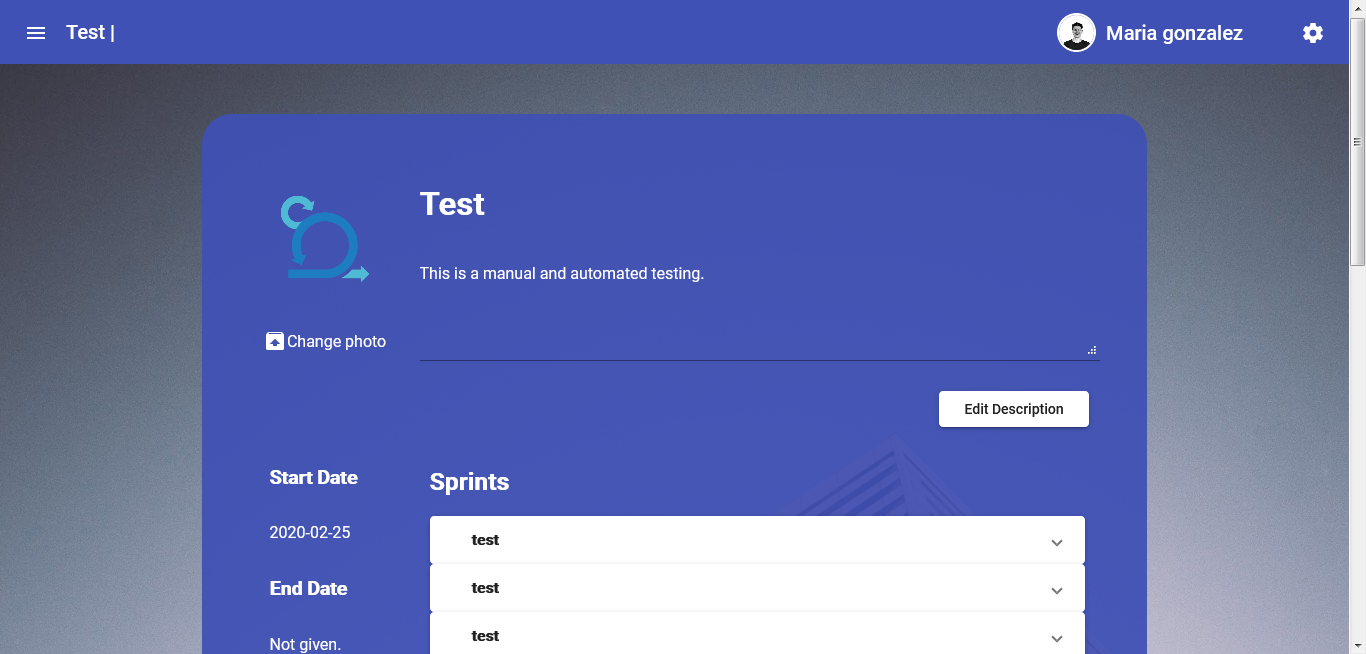 Test |
Maria gonzalez
Test
This is a manual and automated testing.
Change photo
Edit Description
Start Date
2020-02-25
End Date
Not given.
Sprints
test
test
test